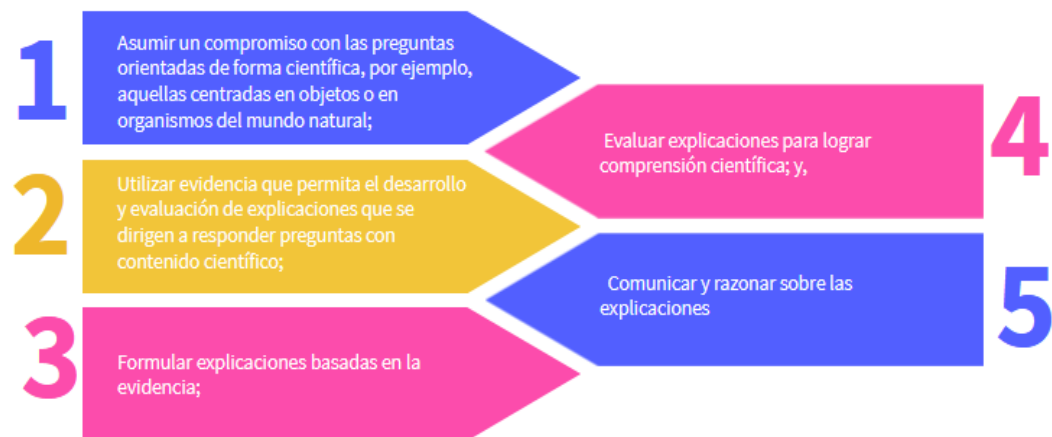 1
Asumir un compromiso con las preguntas
orientadas de forma científica, por ejemplo,
aquellas centradas en objetos o en
organismos del mundo natural;
2
Utilizar evidencia que permita el desarrollo
y evaluación de explicaciones que se
dirigen a responder preguntas con
contenido científico;
3
Formular explicaciones basadas en la
evidencia;
4
Evaluar explicaciones para lograr
comprensión científica; y,
5
Comunicar y razonar sobre las
explicaciones